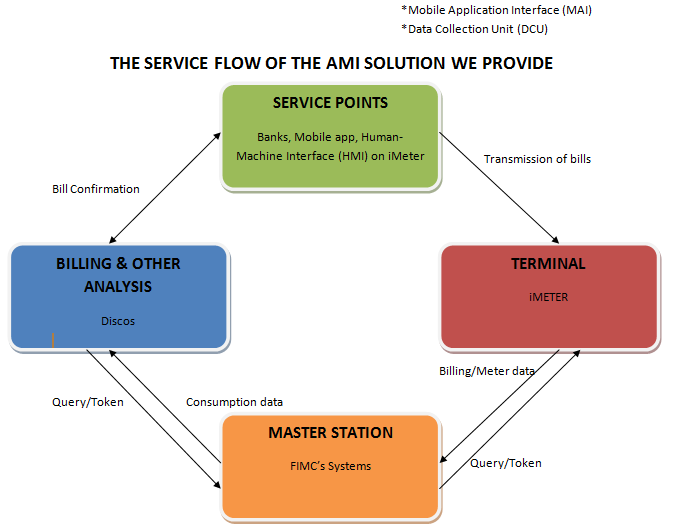 *Mobile Application Interface (MAI)
*Data Collection Unit (DCU)
THE SERVICE FLOW OF THE AMI SOLUTION WE PROVIDE
SERVICE POINTS
Banks, Mobile app, Human-
Machine Interface (HMI) on iMeter
Transmission of bills
Bill Confirmation
BILLING & OTHER
ANALYSIS
Discos
TERMINAL
iMETER
Billing/Meter data
Query/Token
Consumption data
MASTER STATION
FIMC's Systems
Query/Token